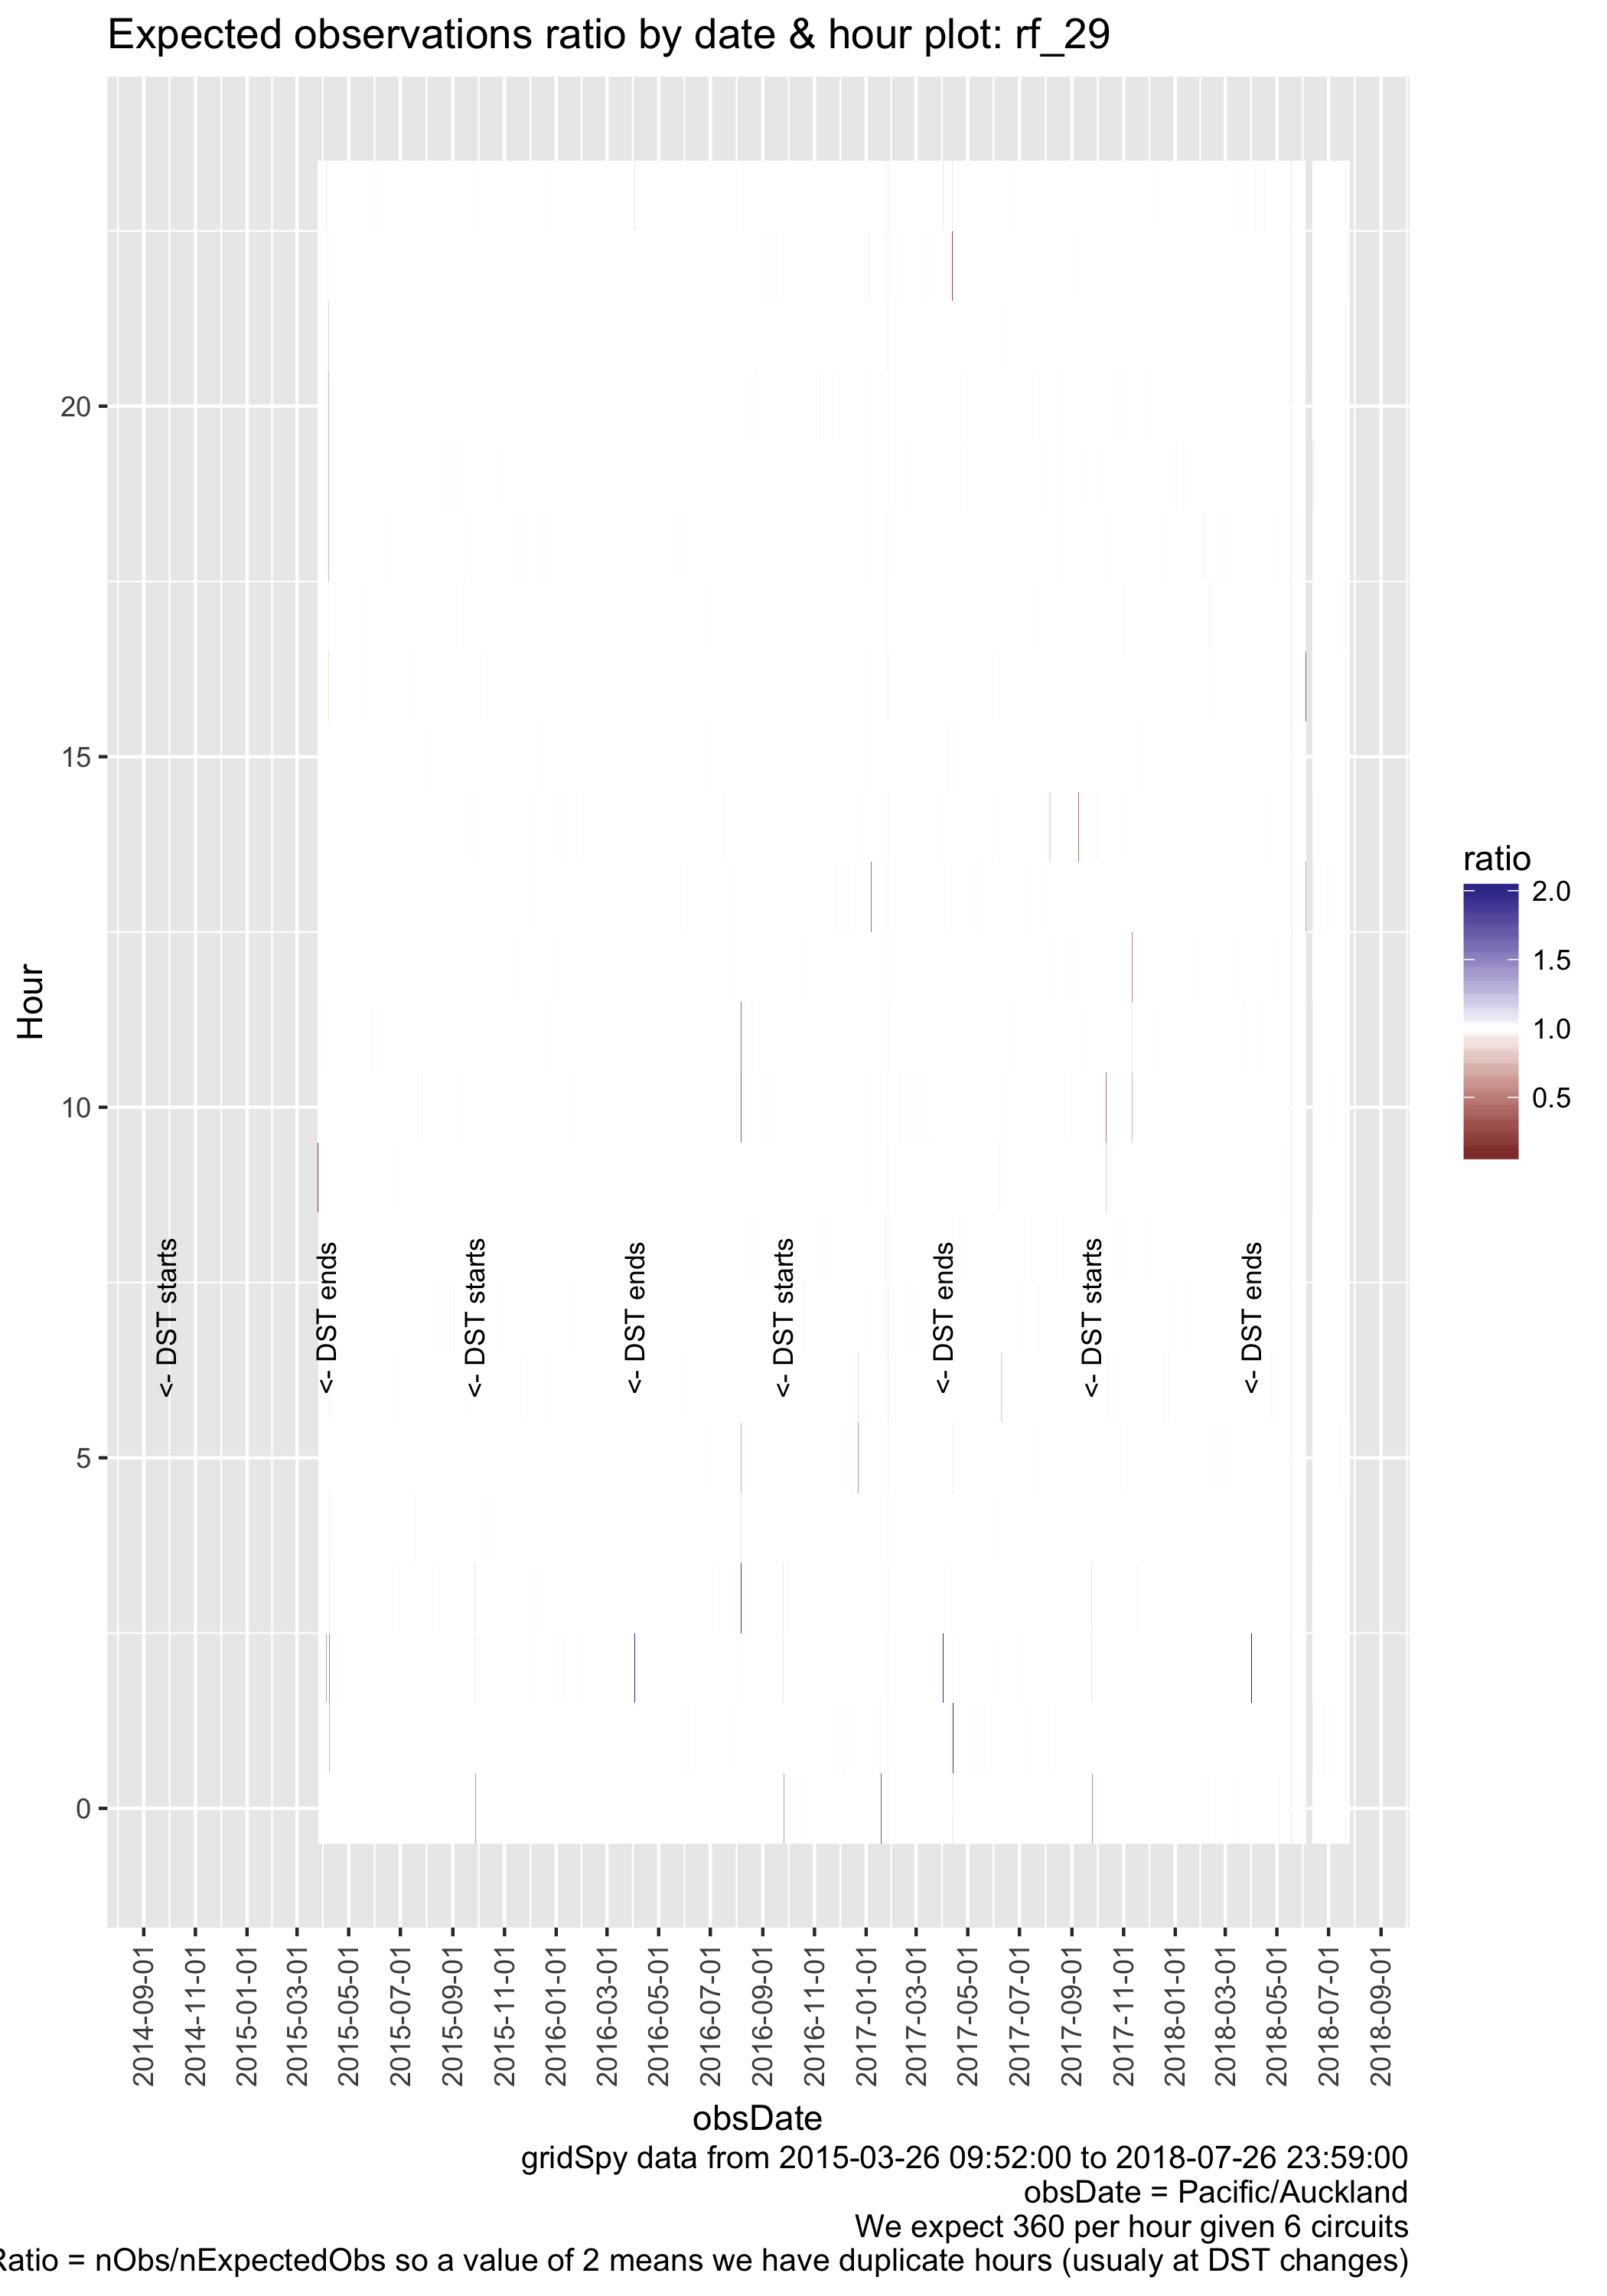 Expected observations ratio by date & hour plot: rf_29
Hour
20
15
10
5
0
<- DST starts
<- DST ends
<- DST starts
<- DST ends
<- DST starts
<- DST ends
<- DST starts
<- DST ends
ratio
2.0
1.5
1.0
0.5
2014-09-01
2014-11-01
2015-01-01
2015-03-01
2015-05-01
2015-07-01
2015-09-01
2015-11-01
2016-01-01
2016-03-01
2016-05-01
2016-07-01
2016-09-01
2016-11-01
2017-01-01
2017-03-01
2017-05-01
2017-07-01
2017-09-01
2017-11-01
2018-01-01
2018-03-01
2018-05-01
2018-07-01
2018-09-01
obsDate
gridSpy data from 2015-03-26 09:52:00 to 2018-07-26 23:59:00
obsDate = Pacific/Auckland
We expect 360 per hour given 6 circuits
Ratio = nObs/nExpectedObs so a value of 2 means we have duplicate hours (usualy at DST changes)